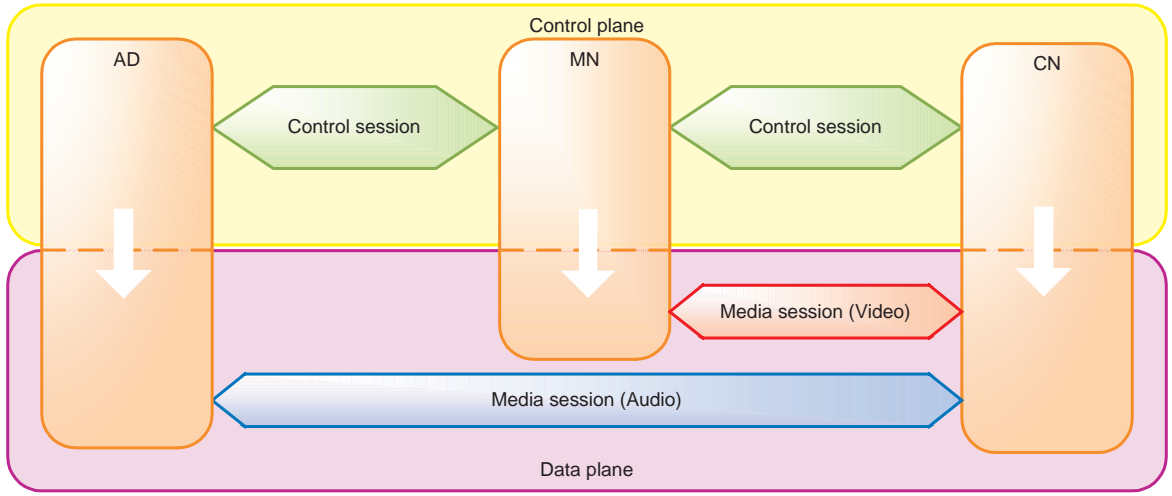 Control plane
AD
MN
CN
Control session
Control session
Media session (Video)
Media session (Audio)
Data plane